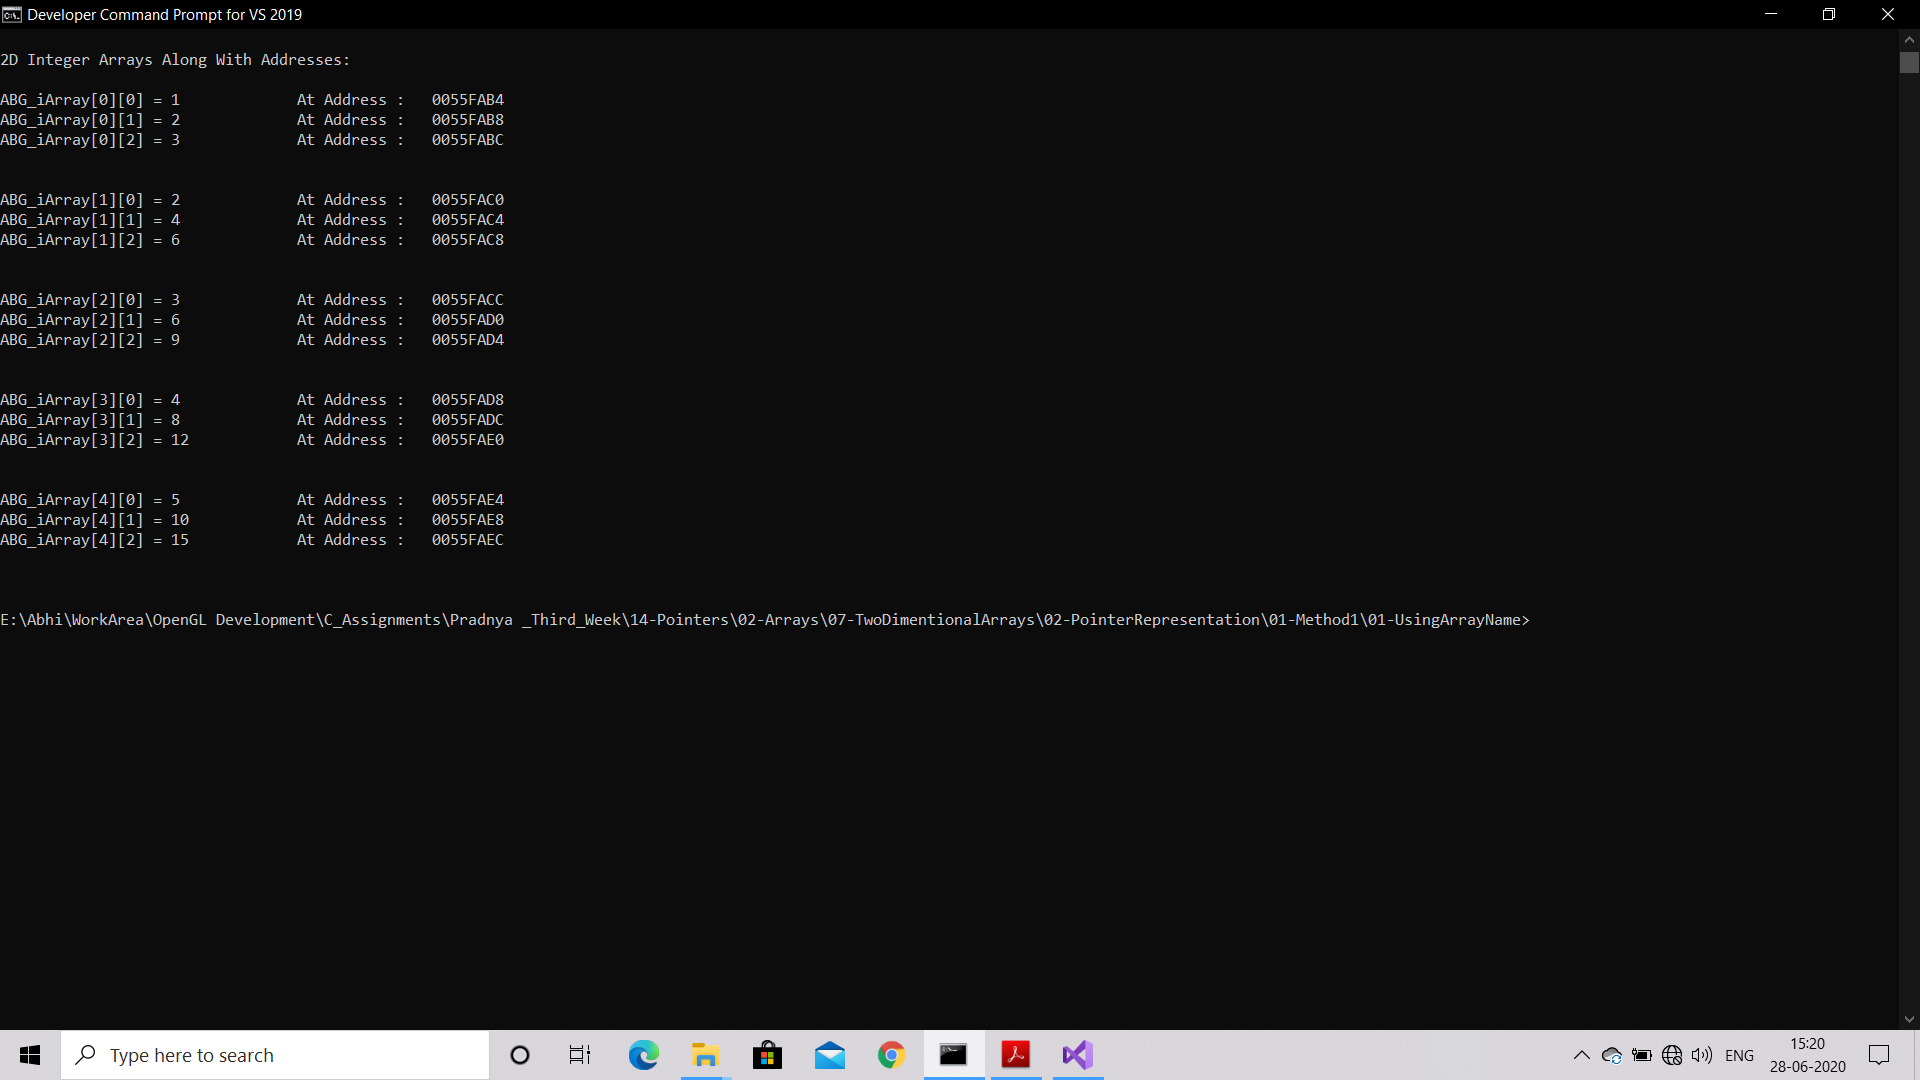 Developer Command Prompt for VS 2019
2D Integer Arrays Along With Addresses:
ABG_iArray[0][0] = 1 At Address : 0055FAB4
ABG_iArray[0][1] = 2 At Address : 0055FAB8
ABG_iArray[0][2] = 3 At Address : 0055FABC
ABG_iArray[1][0] = 2 At Address : 0055FAC0
ABG_iArray[1][1] = 4 At Address : 0055FAC4
ABG_iArray[1][2] = 6 At Address : 0055FAC8
ABG_iArray[2][0] = 3 At Address : 0055FACC
ABG_iArray[2][1] = 6 At Address : 0055FAD0
ABG_iArray[2][2] = 9 At Address : 0055FAD4
ABG_iArray[3][0] = 4 At Address : 0055FAD8
ABG_iArray[3][1] = 8 At Address : 0055FADC
ABG_iArray[3][2] = 12 At Address : 0055FAE0
ABG_iArray[4][0] = 5 At Address : 0055FAE4
ABG_iArray[4][1] = 10 At Address : 0055FAE8
ABG_iArray[4][2] = 15 At Address : 0055FAEC
E:\Abhi\WorkArea\OpenGL Development\C_Assignments\Pradnya _Third_Week\14-Pointers\02-Arrays\07-TwoDimentionalArrays\02-PointerRepresentation\01-Method1\01-UsingArrayName>
Type here to search
ENG
15:20
28-06-2020